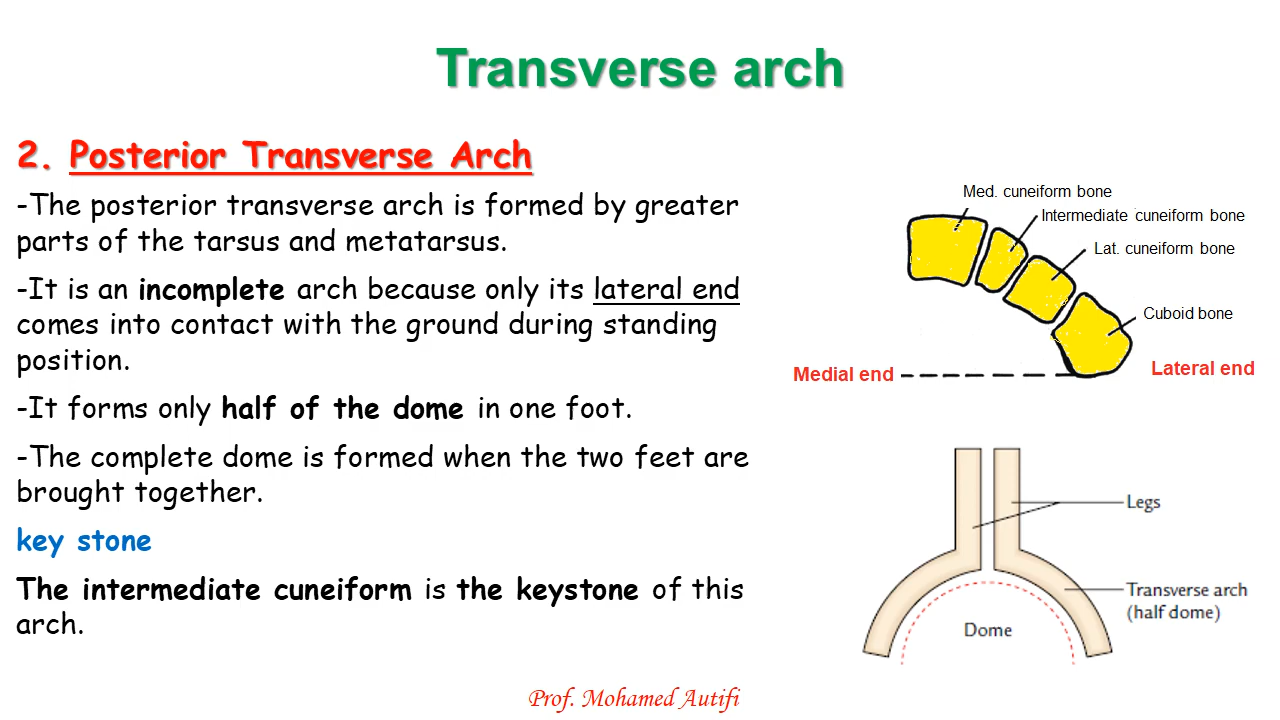 Transverse arch
2. Posterior Transverse Arch
-The posterior transverse arch is formed by greater
parts of the tarsus and metatarsus.
-It is an incomplete arch because only its lateral end
comes into contact with the ground during standing
position.
-It forms only half of the dome in one foot.
-The complete dome is formed when the two feet are
brought together.
key stone
The intermediate cuneiform is the keystone of this
arch.
Med. cuneiform bone
Intermediate cuneiform bone
Lat. cuneiform bone
Cuboid bone
Medial end
Lateral end
Legs
Transverse arch
(half dome)
Dome
Prof. Mohamed Autifi